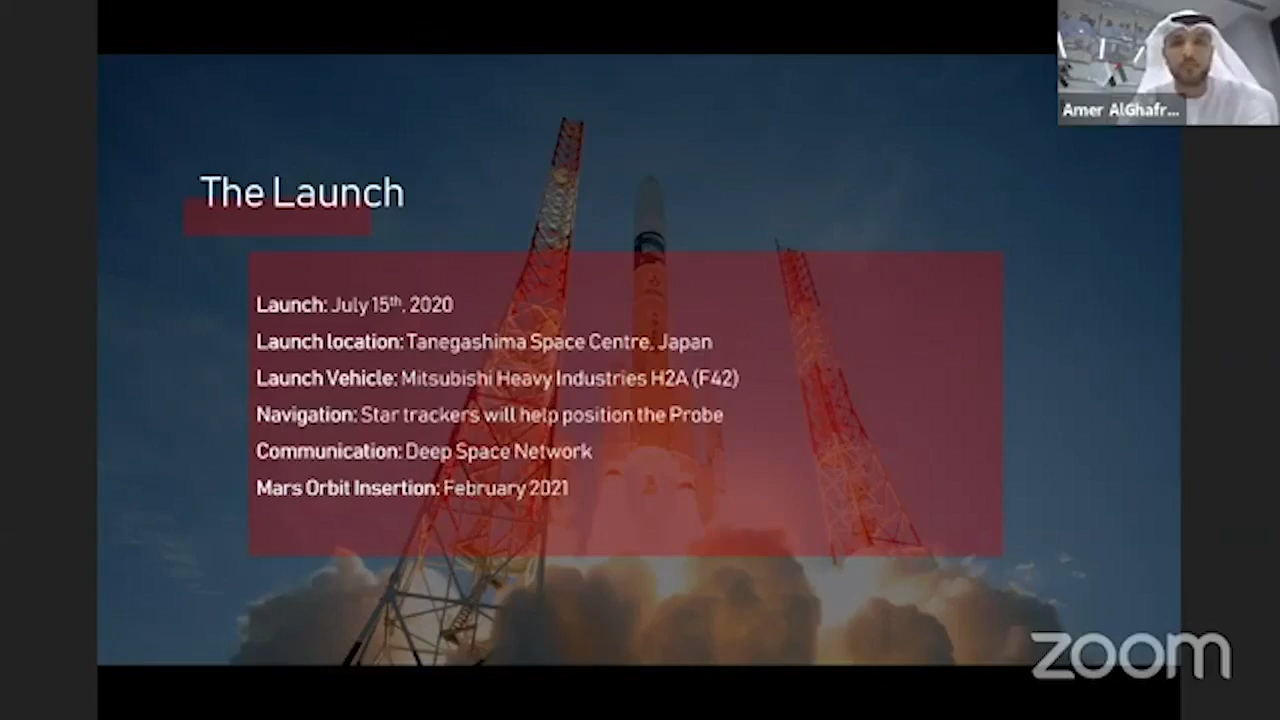 Amer AlGhafr...
The Launch
Launch: July 15th, 2020
Launch location: Tanegashima Space Centre, Japan
Launch Vehicle: Mitsubishi Heavy Industries H2A (F42)
Navigation: Star trackers will help position the Probe
Communication: Deep Space Network
Mars Orbit Insertion: February 2021
zoom